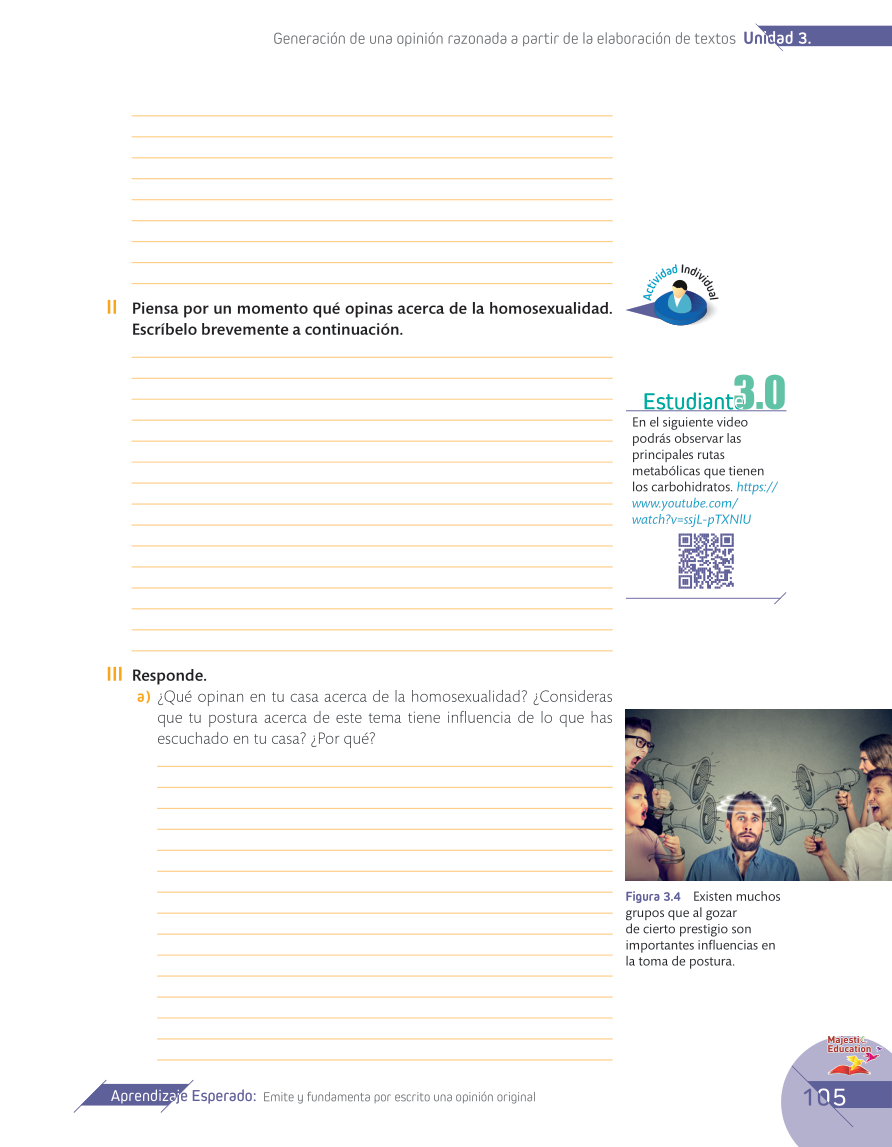 Generación de una opinión razonada a partir de la elaboración de textos Unidad 3.
II Piensa por un momento qué opinas acerca de la homosexualidad.
Escríbelo brevemente a continuación.
Actividad Individual
Estudiante 3.0
En el siguiente video
podrás observar las
principales rutas
metabólicas que tienen
los carbohidratos. https://
www.youtube.com/
watch?v=ssjL-pTXNlU
III Responde.
a) ¿Qué opinan en tu casa acerca de la homosexualidad? ¿Consideras
que tu postura acerca de este tema tiene influencia de lo que has
escuchado en tu casa? ¿Por qué?
Figura 3.4 Existen muchos
grupos que al gozar
de cierto prestigio son
importantes influencias en
la toma de postura.
Majestic
Education
Aprendizaje Esperado: Emite y fundamenta por escrito una opinión original
105